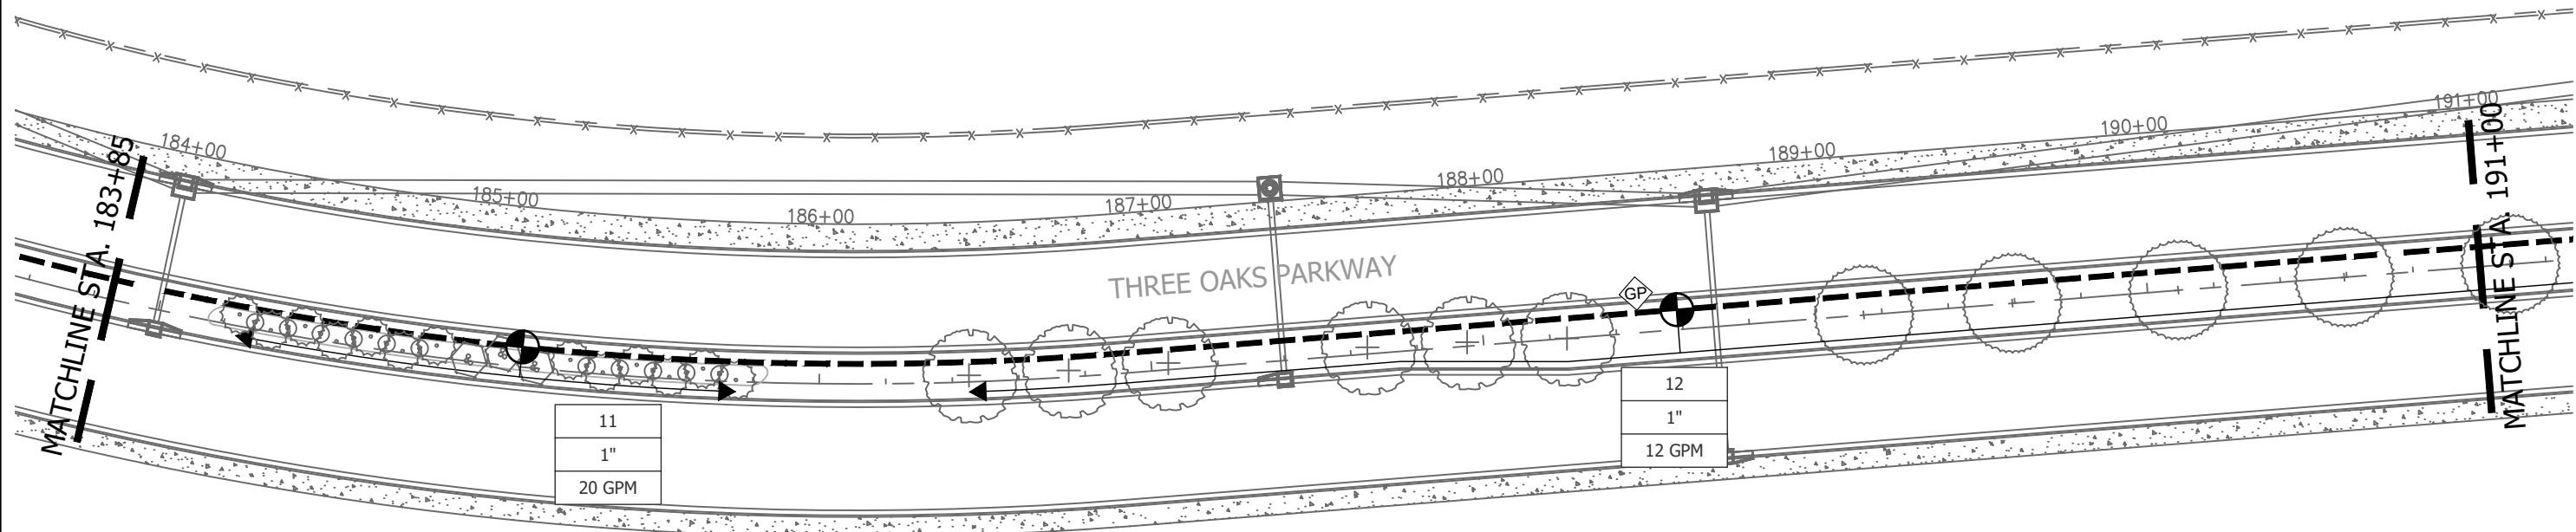 184+00
185+00
186+00
187+00
188+00
189+00
190+00
191+00
MATCHLINE STA. 183+85
MATCHLINE STA. 191+00
THREE OAKS PARKWAY
GP
11
1"
20 GPM
12
1"
12 GPM